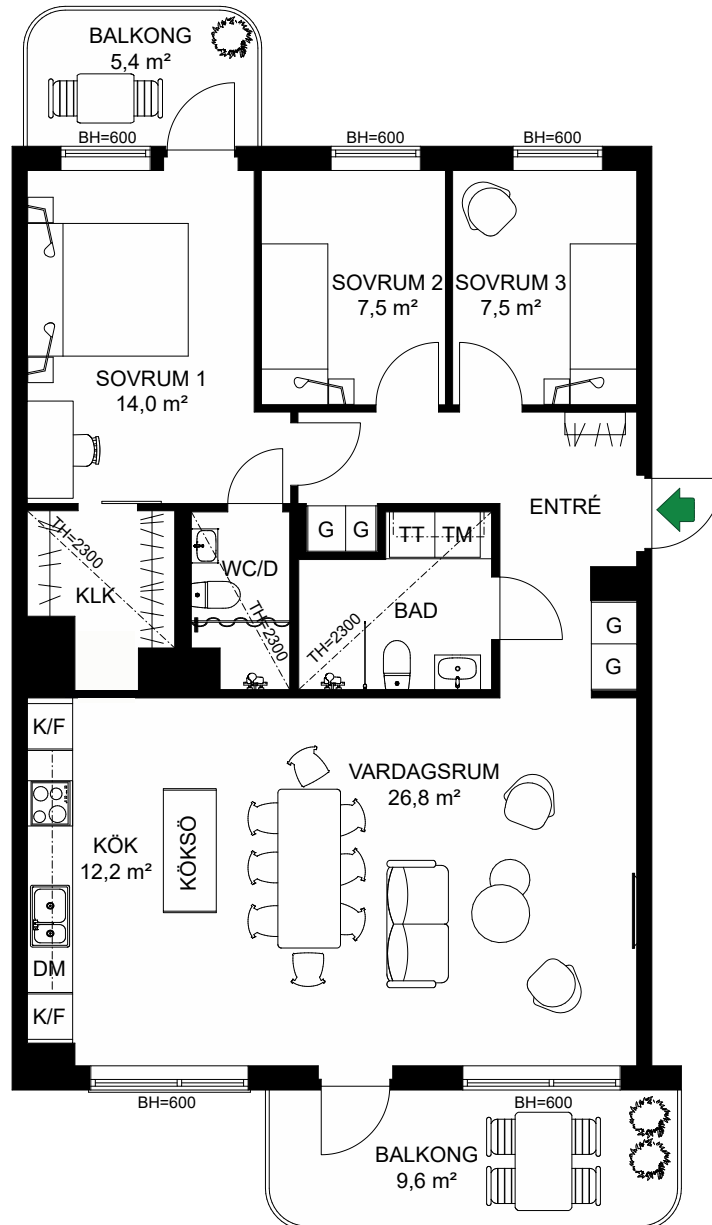 BALKONG
5,4 m²
BH=600
BH=600
BH=600
SOVRUM 2
7,5 m²
SOVRUM 3
7,5 m²
SOVRUM 1
14,0 m²
ENTRÉ
G
G
TT
TM
TH=2300
KLK
WC/D
TH=2300
BAD
TH=2300
G
G
K/F
VARDAGSRUM
26,8 m²
KÖK
12,2 m²
KÖKSÖ
DM
K/F
BH=600
BH=600
BALKONG
9,6 m²